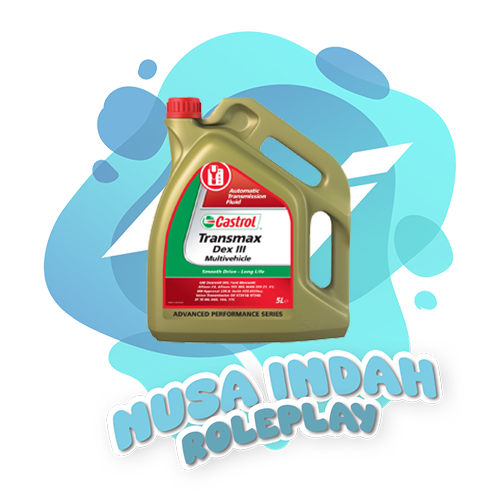 Automatic
Transmission
Fluid
Castrol
Transmax
Dex III
Multivehicle
Smooth Drive - Long Life
5L
ADVANCED PERFORMANCE SERIES
NUSA INDAH
ROLEPLAY